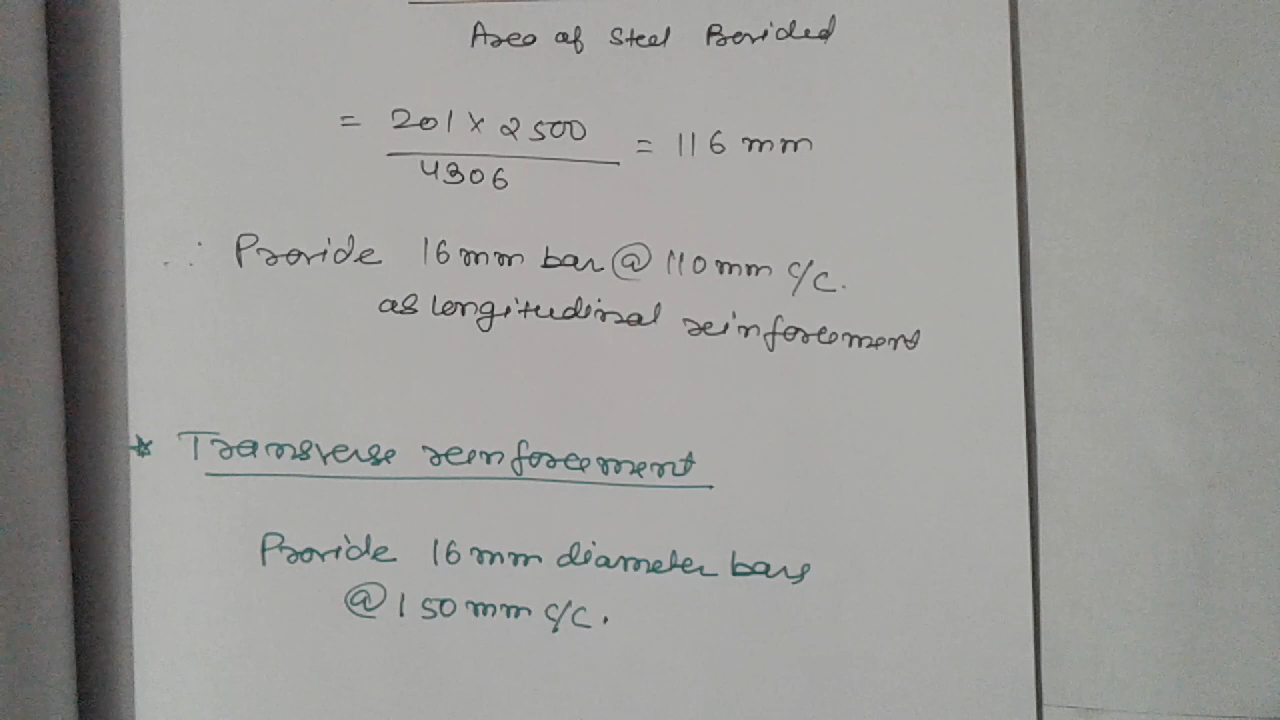 Area of Steel Provided
= 201 x 2500 / 4306 = 116 mm
∴ Provide 16 mm bar @ 110 mm c/c.
as longitudinal reinforcement
* Transverse reinforcement
Provide 16 mm diameter bars
@ 150 mm c/c.